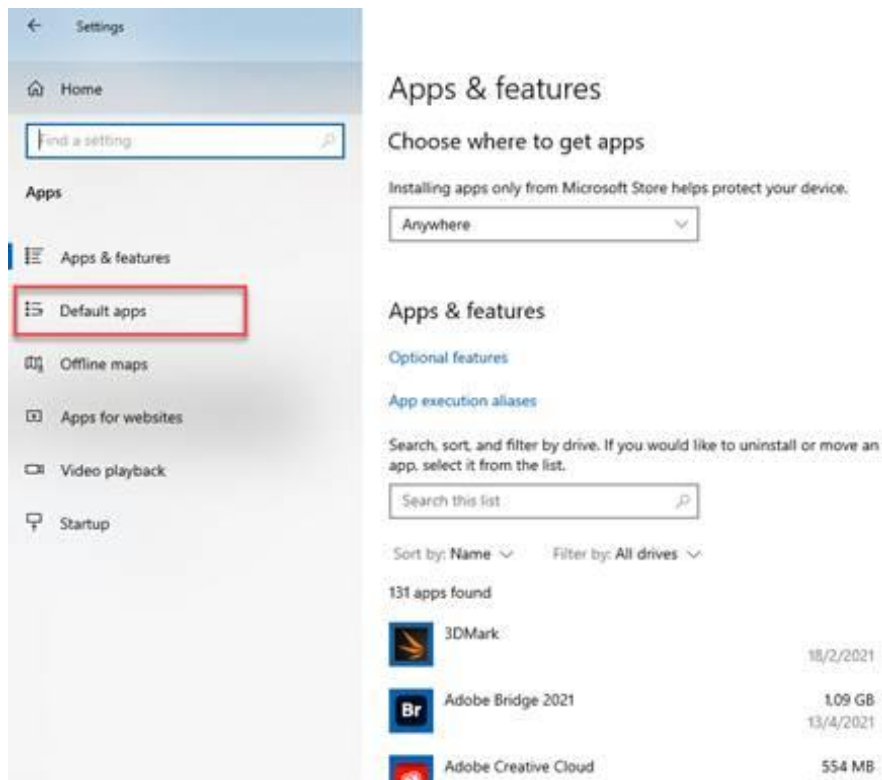 Settings
Home
Find a setting
Apps
Apps & features
Default apps
Offline maps
Apps for websites
Video playback
Startup
Apps & features
Choose where to get apps
Installing apps only from Microsoft Store helps protect your device.
Anywhere
Apps & features
Optional features
App execution aliases
Search, sort, and filter by drive. If you would like to uninstall or move an
app, select it from the list.
Search this list
Sort by: Name Filter by: All drives
131 apps found
3DMark
18/2/2021
Br
Adobe Bridge 2021 1.09 GB
13/4/2021
Adobe Creative Cloud 554 MB